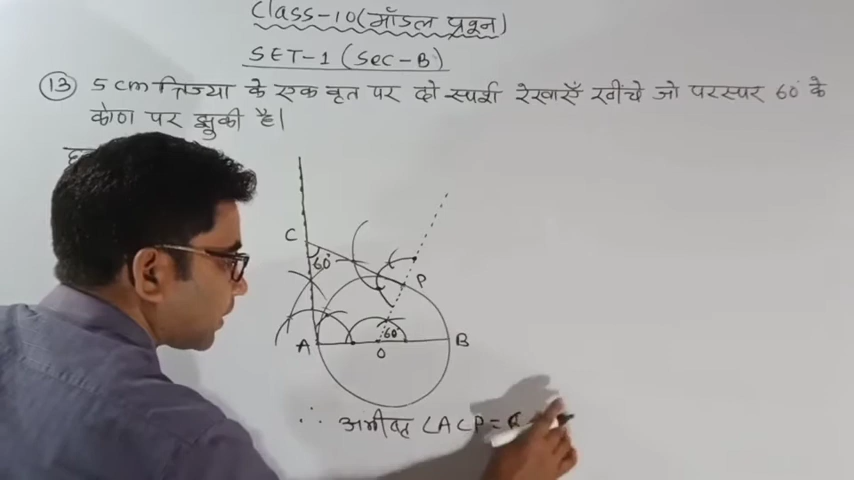 Class-10 (मॉडल प्रश्न)
SET-1 (Sec-B)
13 5 cm त्रिज्या के एक वृत पर दो स्पर्श रेखाएँ खींचे जो परस्पर 60° के
कोण पर झुकी है।
C
60°
P
60°
A
O
B
∴ अभीष्ट ∠ACP=